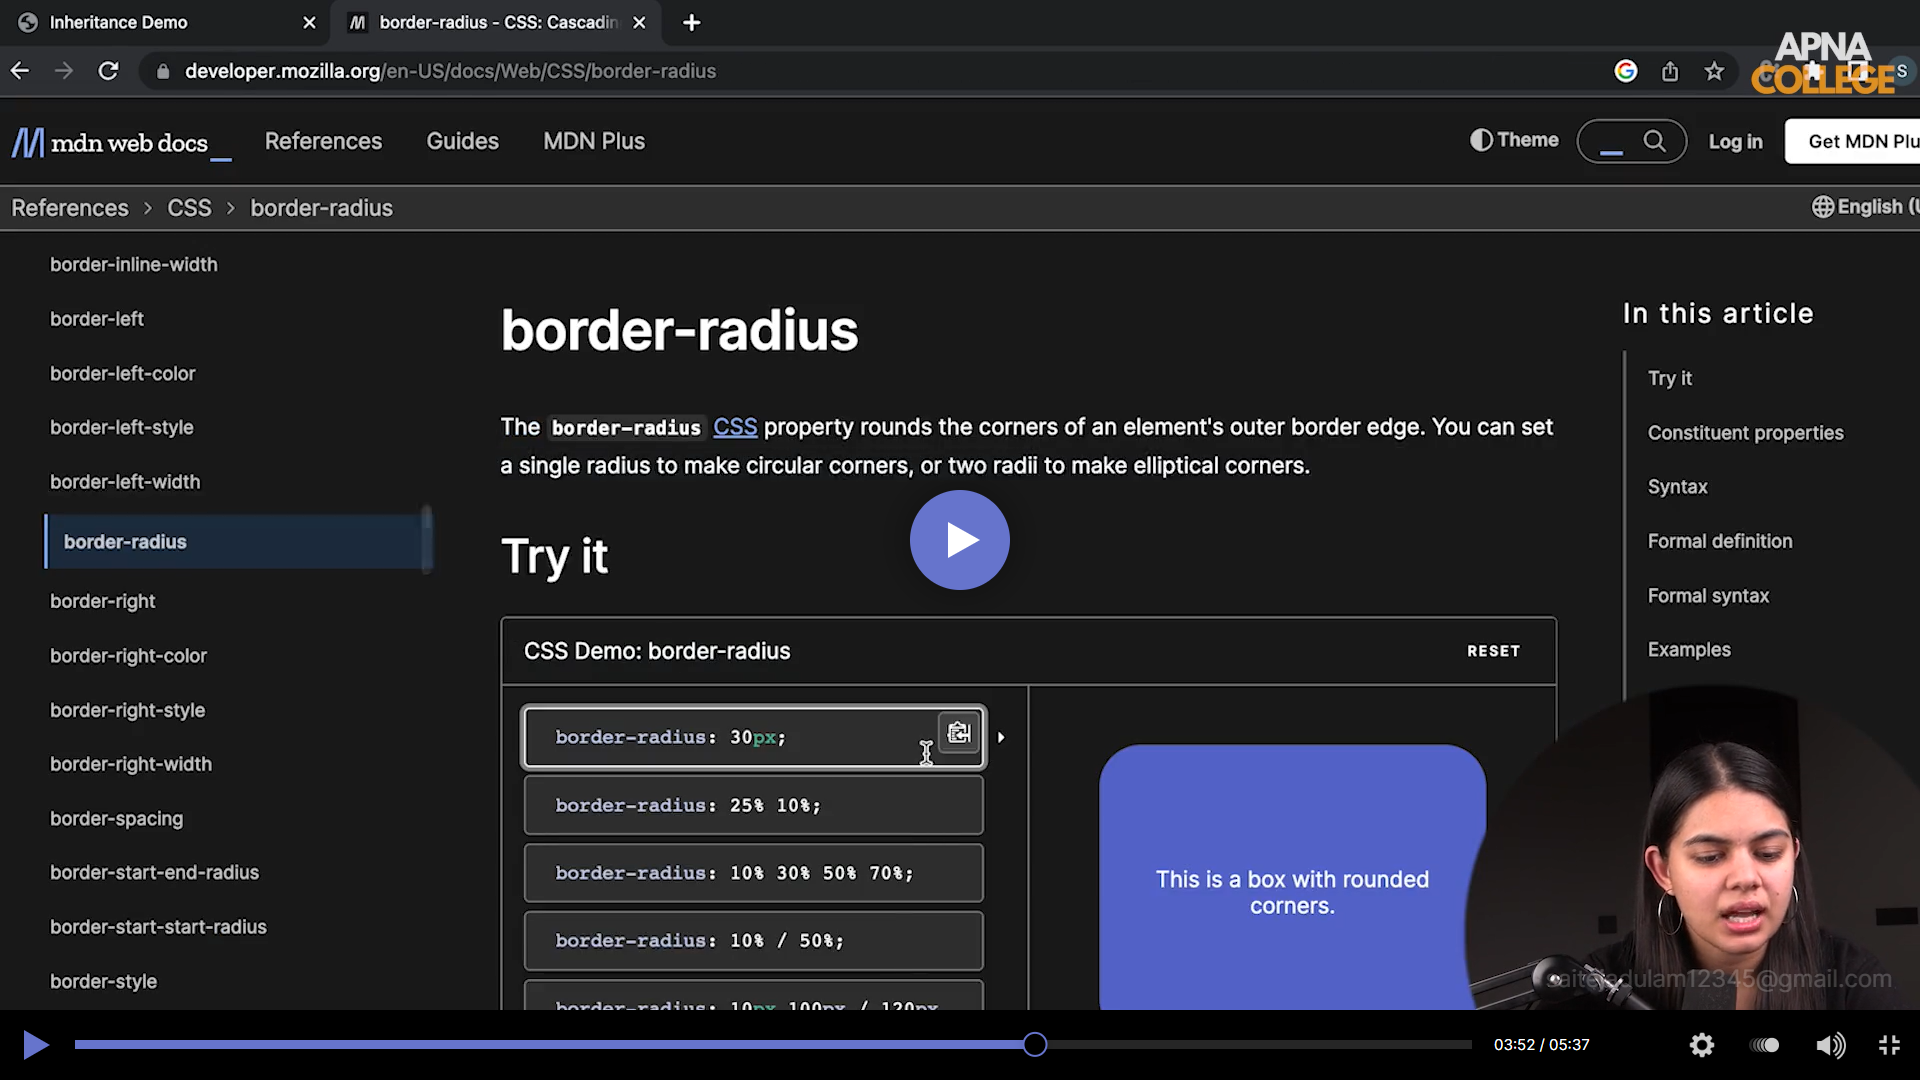 Inheritance Demo
border-radius - CSS: Cascadin
developer.mozilla.org/en-US/docs/Web/CSS/border-radius
S
APNA
COLLEGE
mdn web docs
References
Guides
MDN Plus
Theme
Log in
Get MDN Plu
References > CSS > border-radius
English (U
border-inline-width
border-left
border-left-color
border-left-style
border-left-width
border-radius
border-right
border-right-color
border-right-style
border-right-width
border-spacing
border-start-end-radius
border-start-start-radius
border-style
border-radius
The border-radius CSS property rounds the corners of an element's outer border edge. You can set
a single radius to make circular corners, or two radii to make elliptical corners.
Try it
CSS Demo: border-radius
RESET
border-radius: 30px;
border-radius: 25% 10%;
border-radius: 10% 30% 50% 70%;
border-radius: 10% / 50%;
border-radius: 10px 100px / 120px
This is a box with rounded
corners.
In this article
Try it
Constituent properties
Syntax
Formal definition
Formal syntax
Examples
03:52 / 05:37